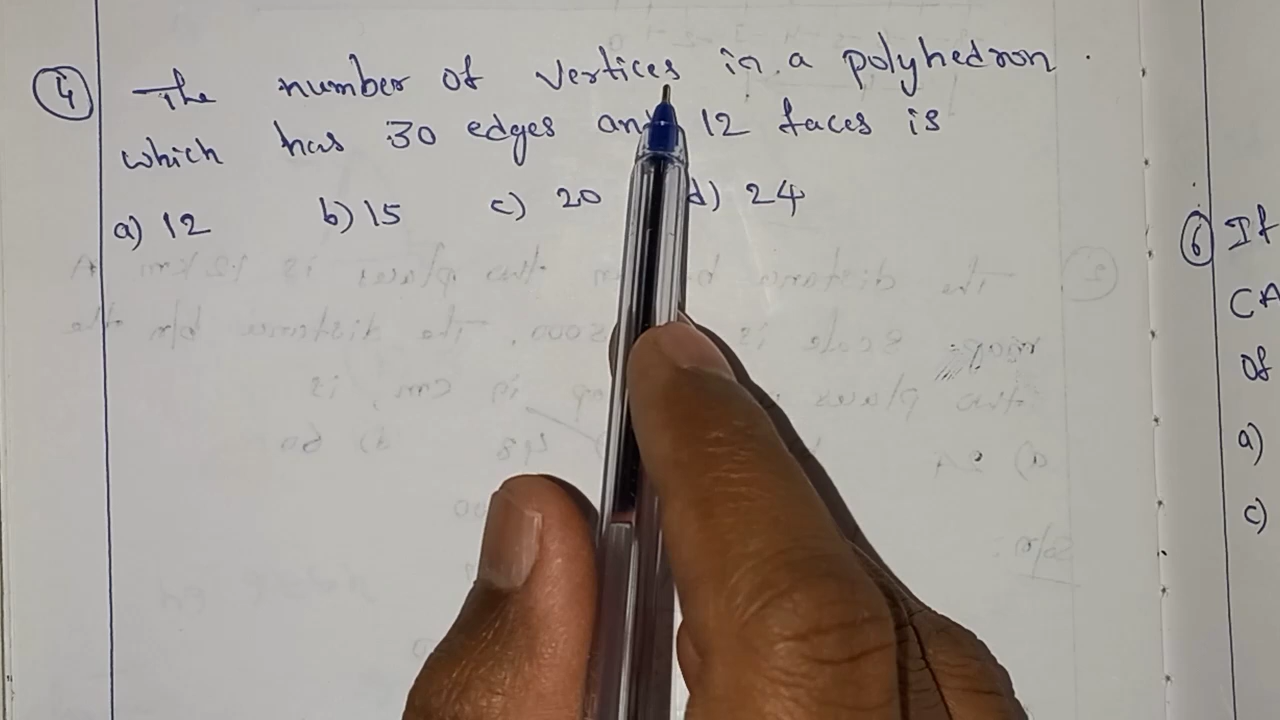 4 The number of vertices in a polyhedron.
which has 30 edges and 12 faces is
a) 12 b) 15 c) 20 d) 24
6 If
CA
Of
a)
c)